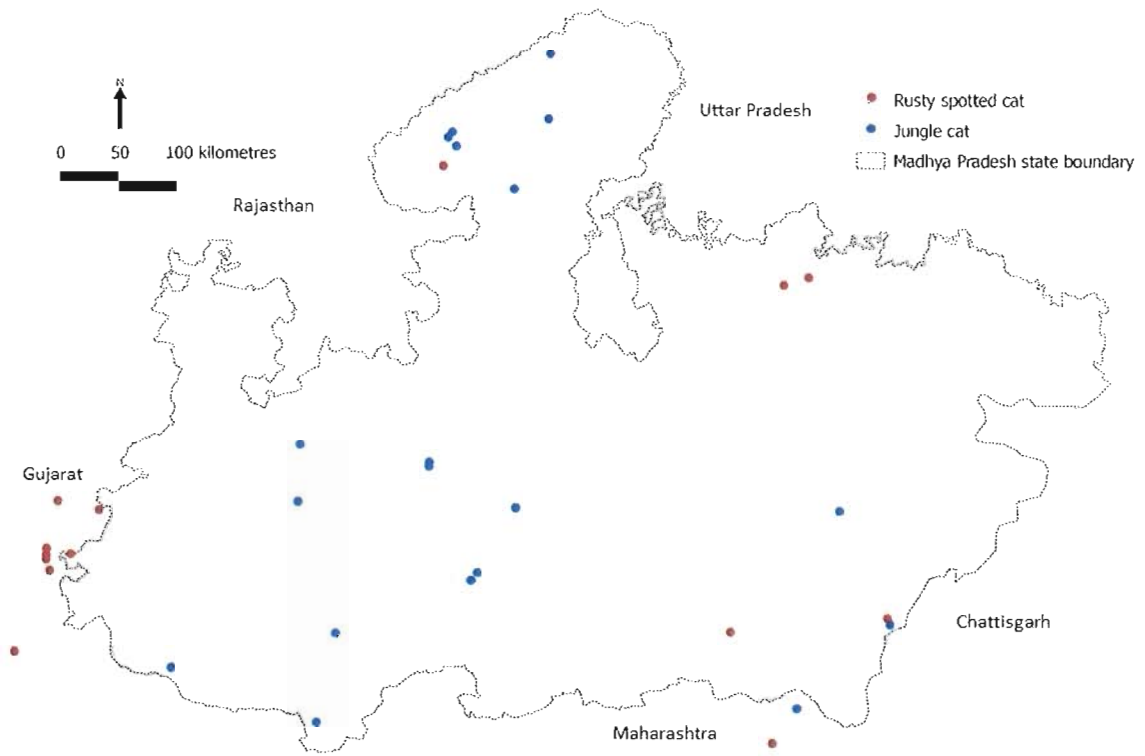 N
0 50 100 kilometres
Rajasthan
Uttar Pradesh
Rusty spotted cat
Jungle cat
Madhya Pradesh state boundary
Gujarat
Chattisgarh
Maharashtra